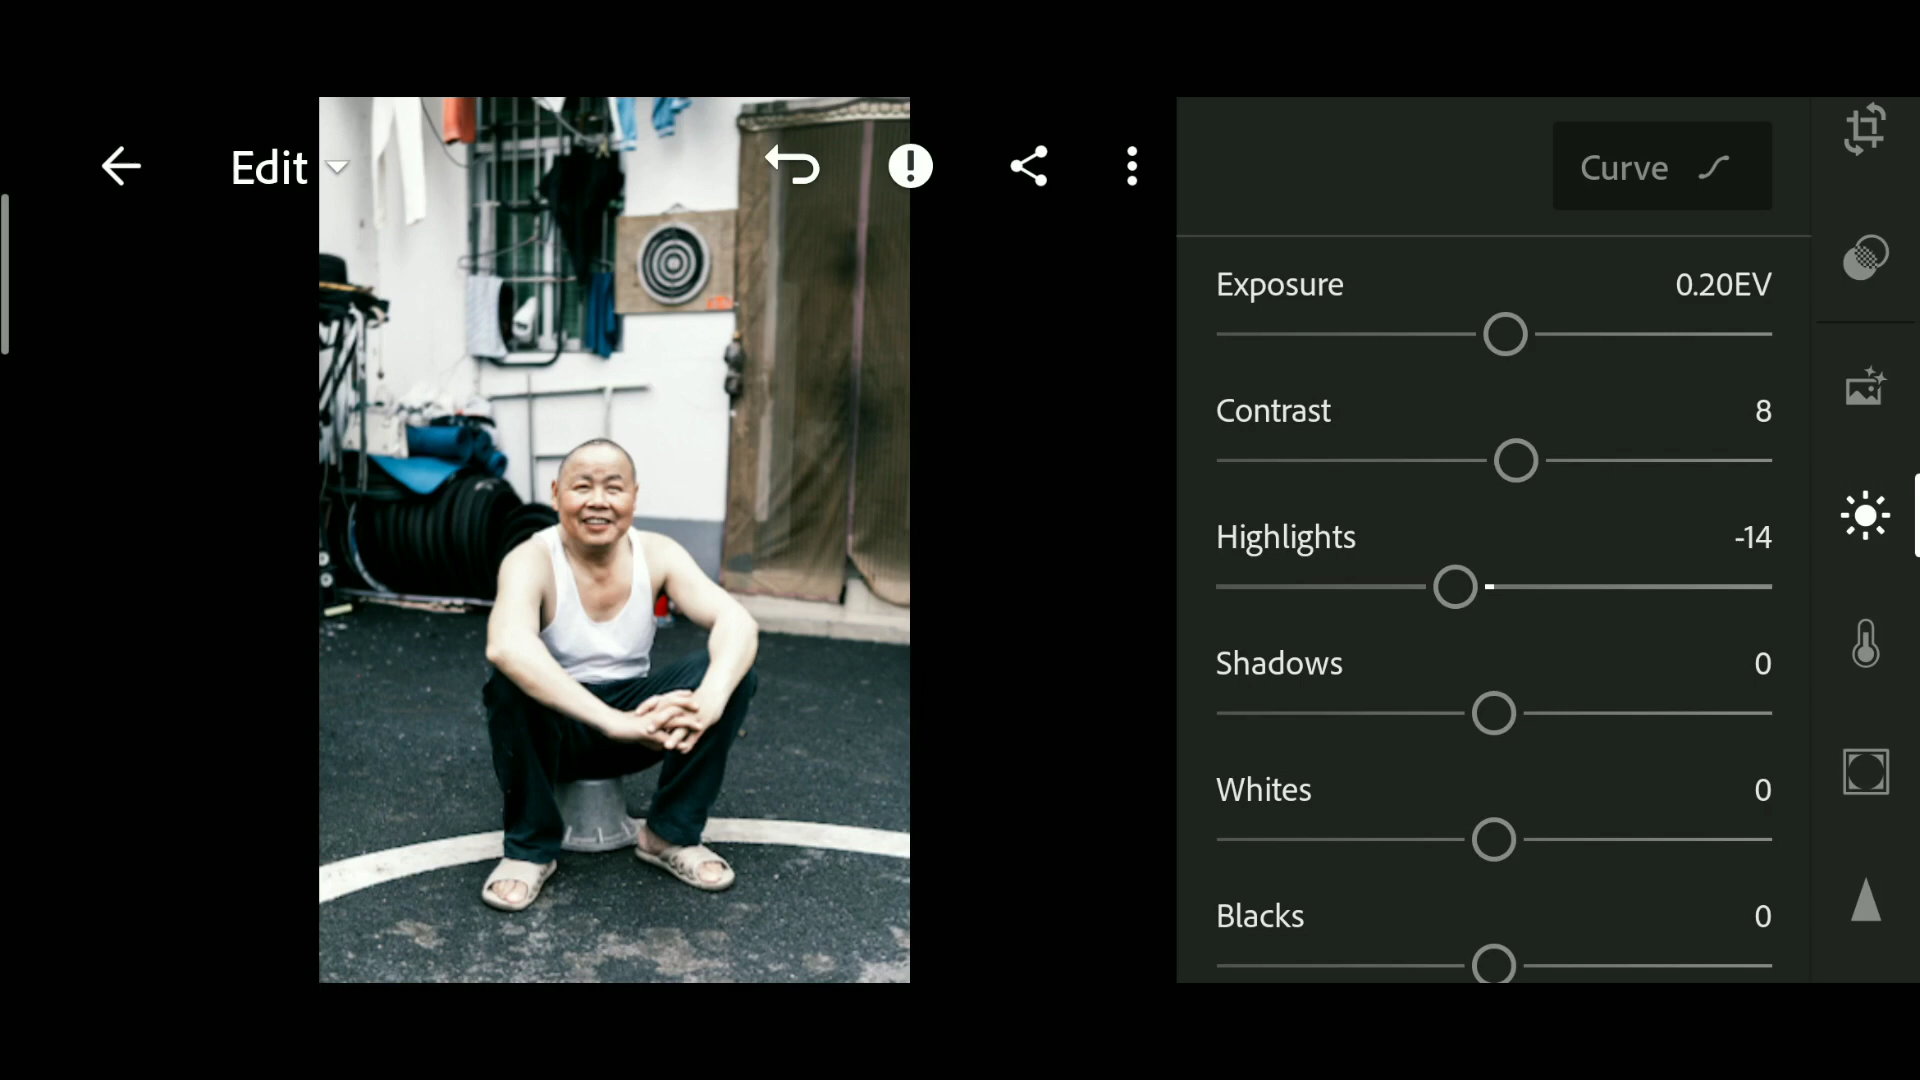 Edit
Curve
Exposure 0.20EV
Contrast 8
Highlights -14
Shadows 0
Whites 0
Blacks 0